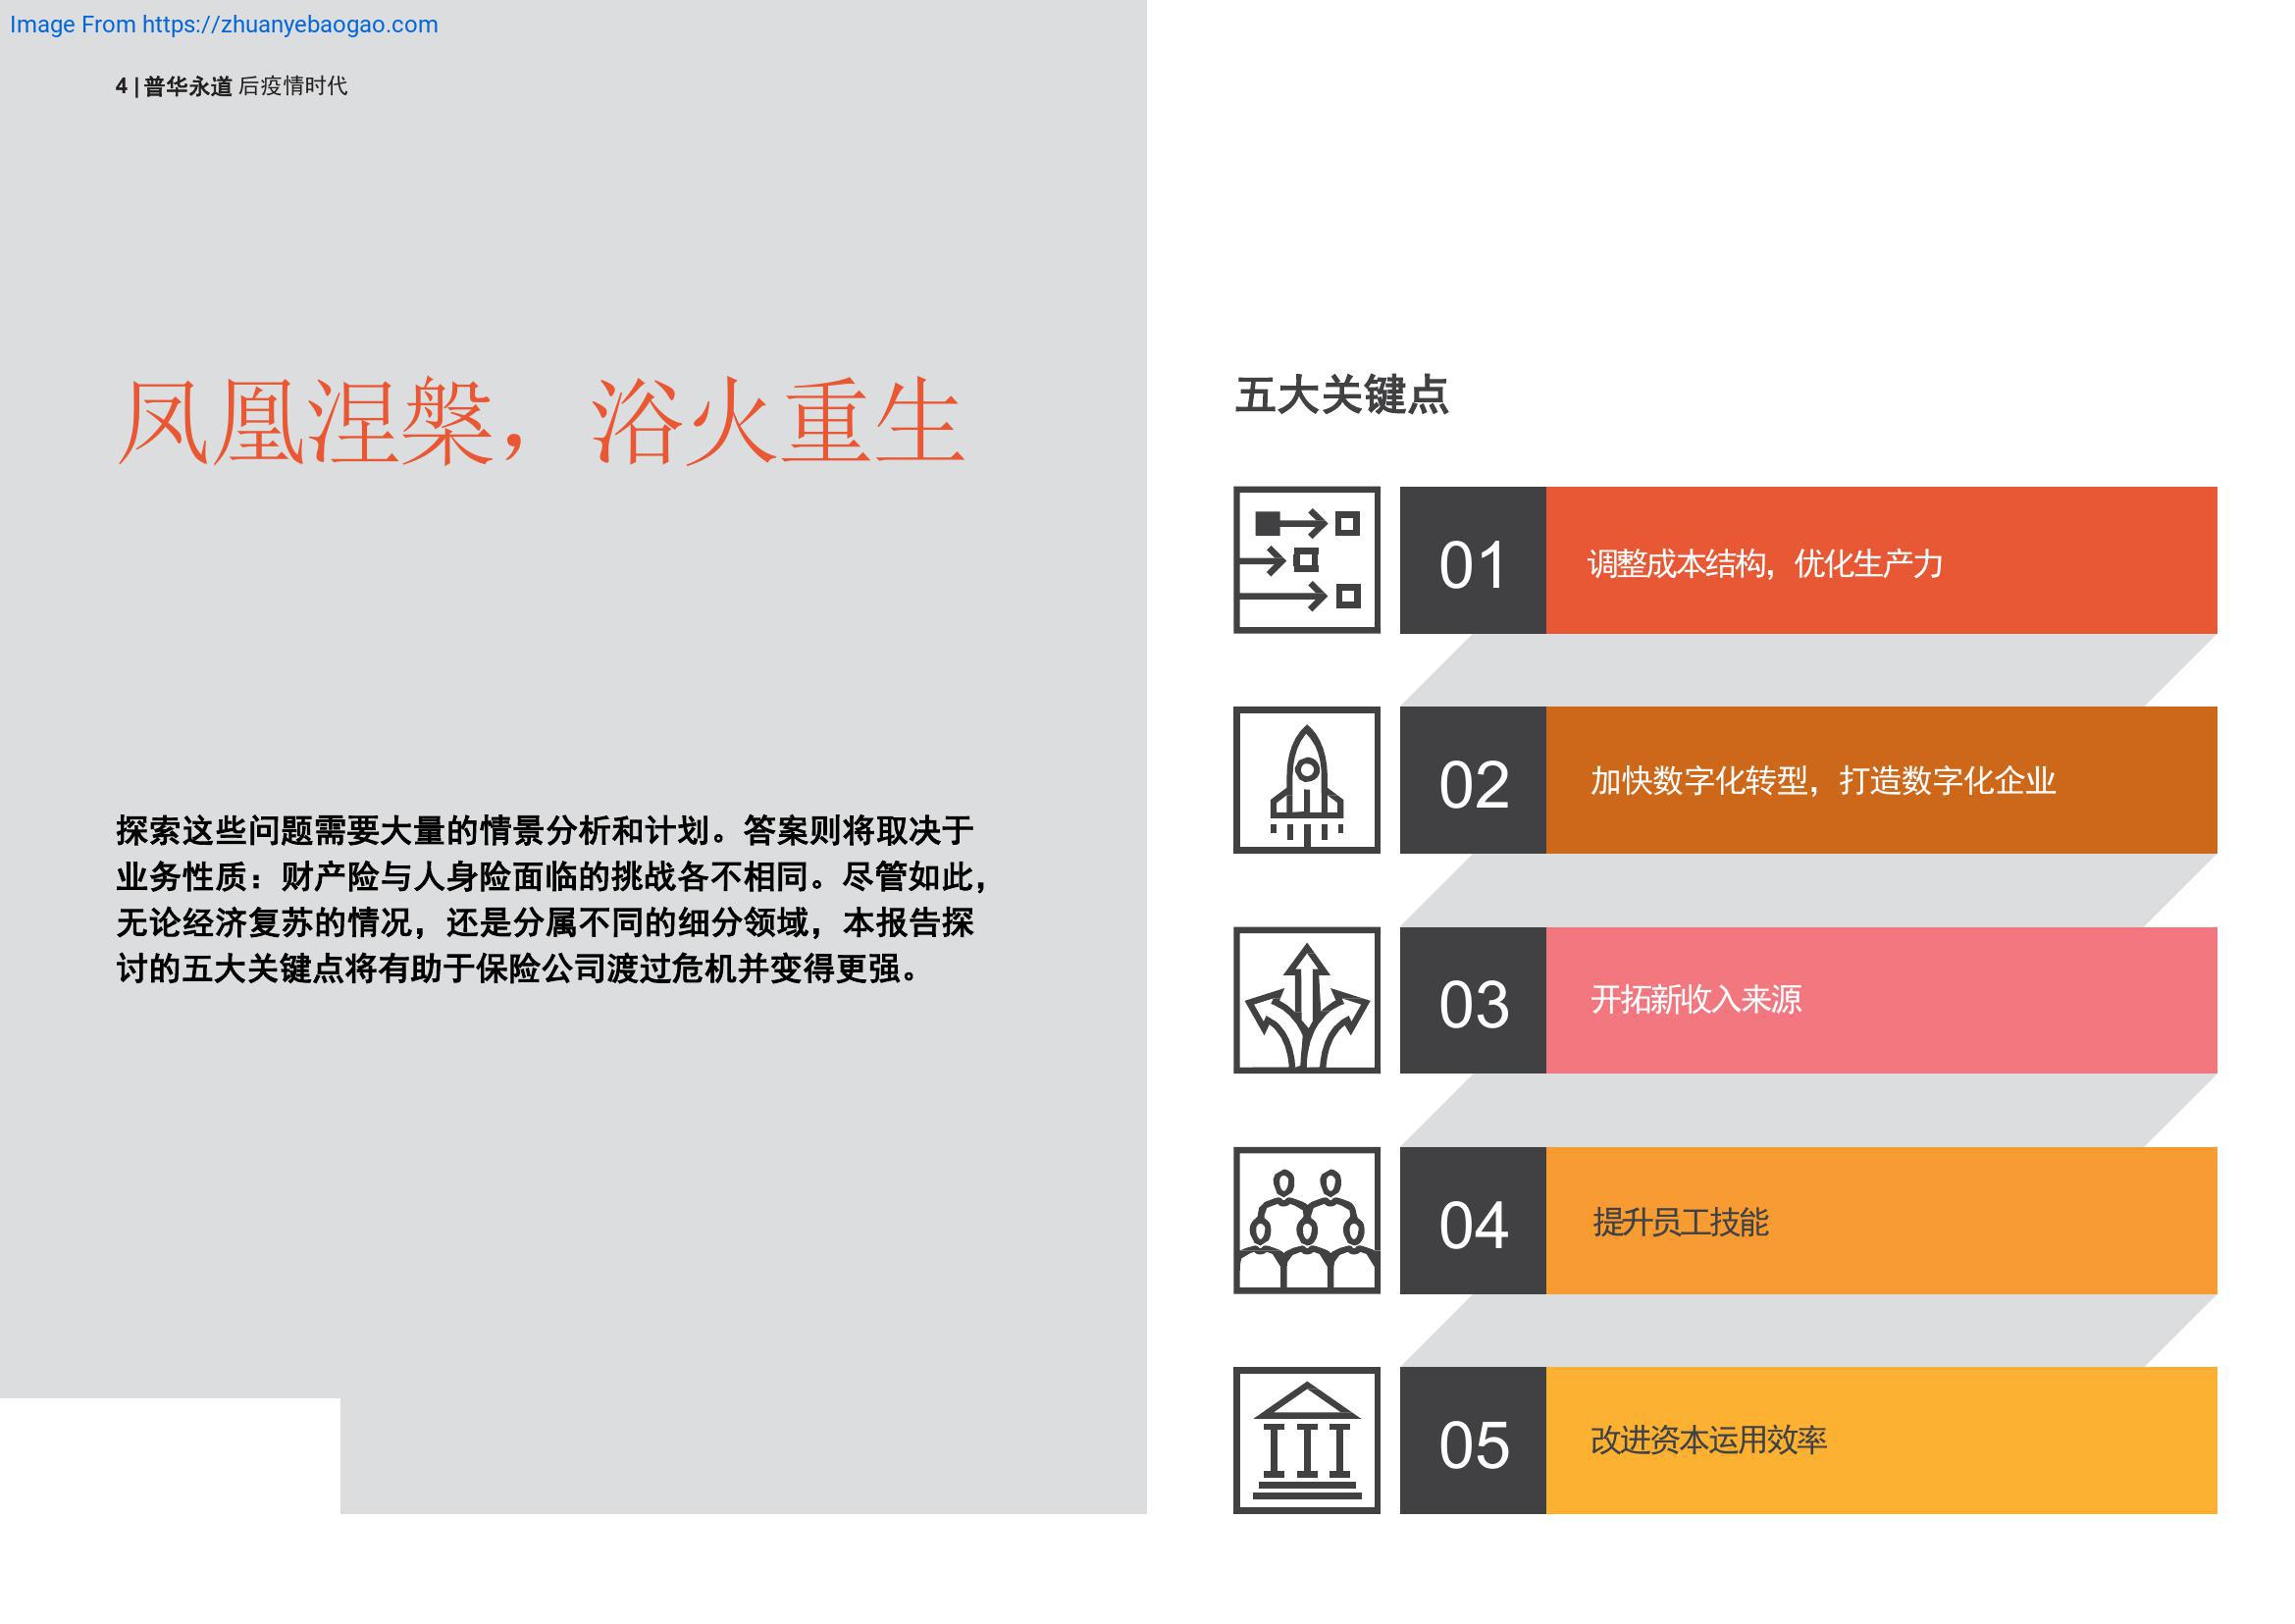 Image From https://zhuanyebaogao.com
4 | 普华永道 后疫情时代
凤凰涅槃，浴火重生
探索这些问题需要大量的情景分析和计划。答案则将取决于
业务性质：财产险与人身险面临的挑战各不相同。尽管如此，
无论经济复苏的情况，还是分属不同的细分领域，本报告探
讨的五大关键点将有助于保险公司渡过危机并变得更强。
五大关键点
01 调整成本结构，优化生产力
02 加快数字化转型，打造数字化企业
03 开拓新收入来源
04 提升员工技能
05 改进资本运用效率